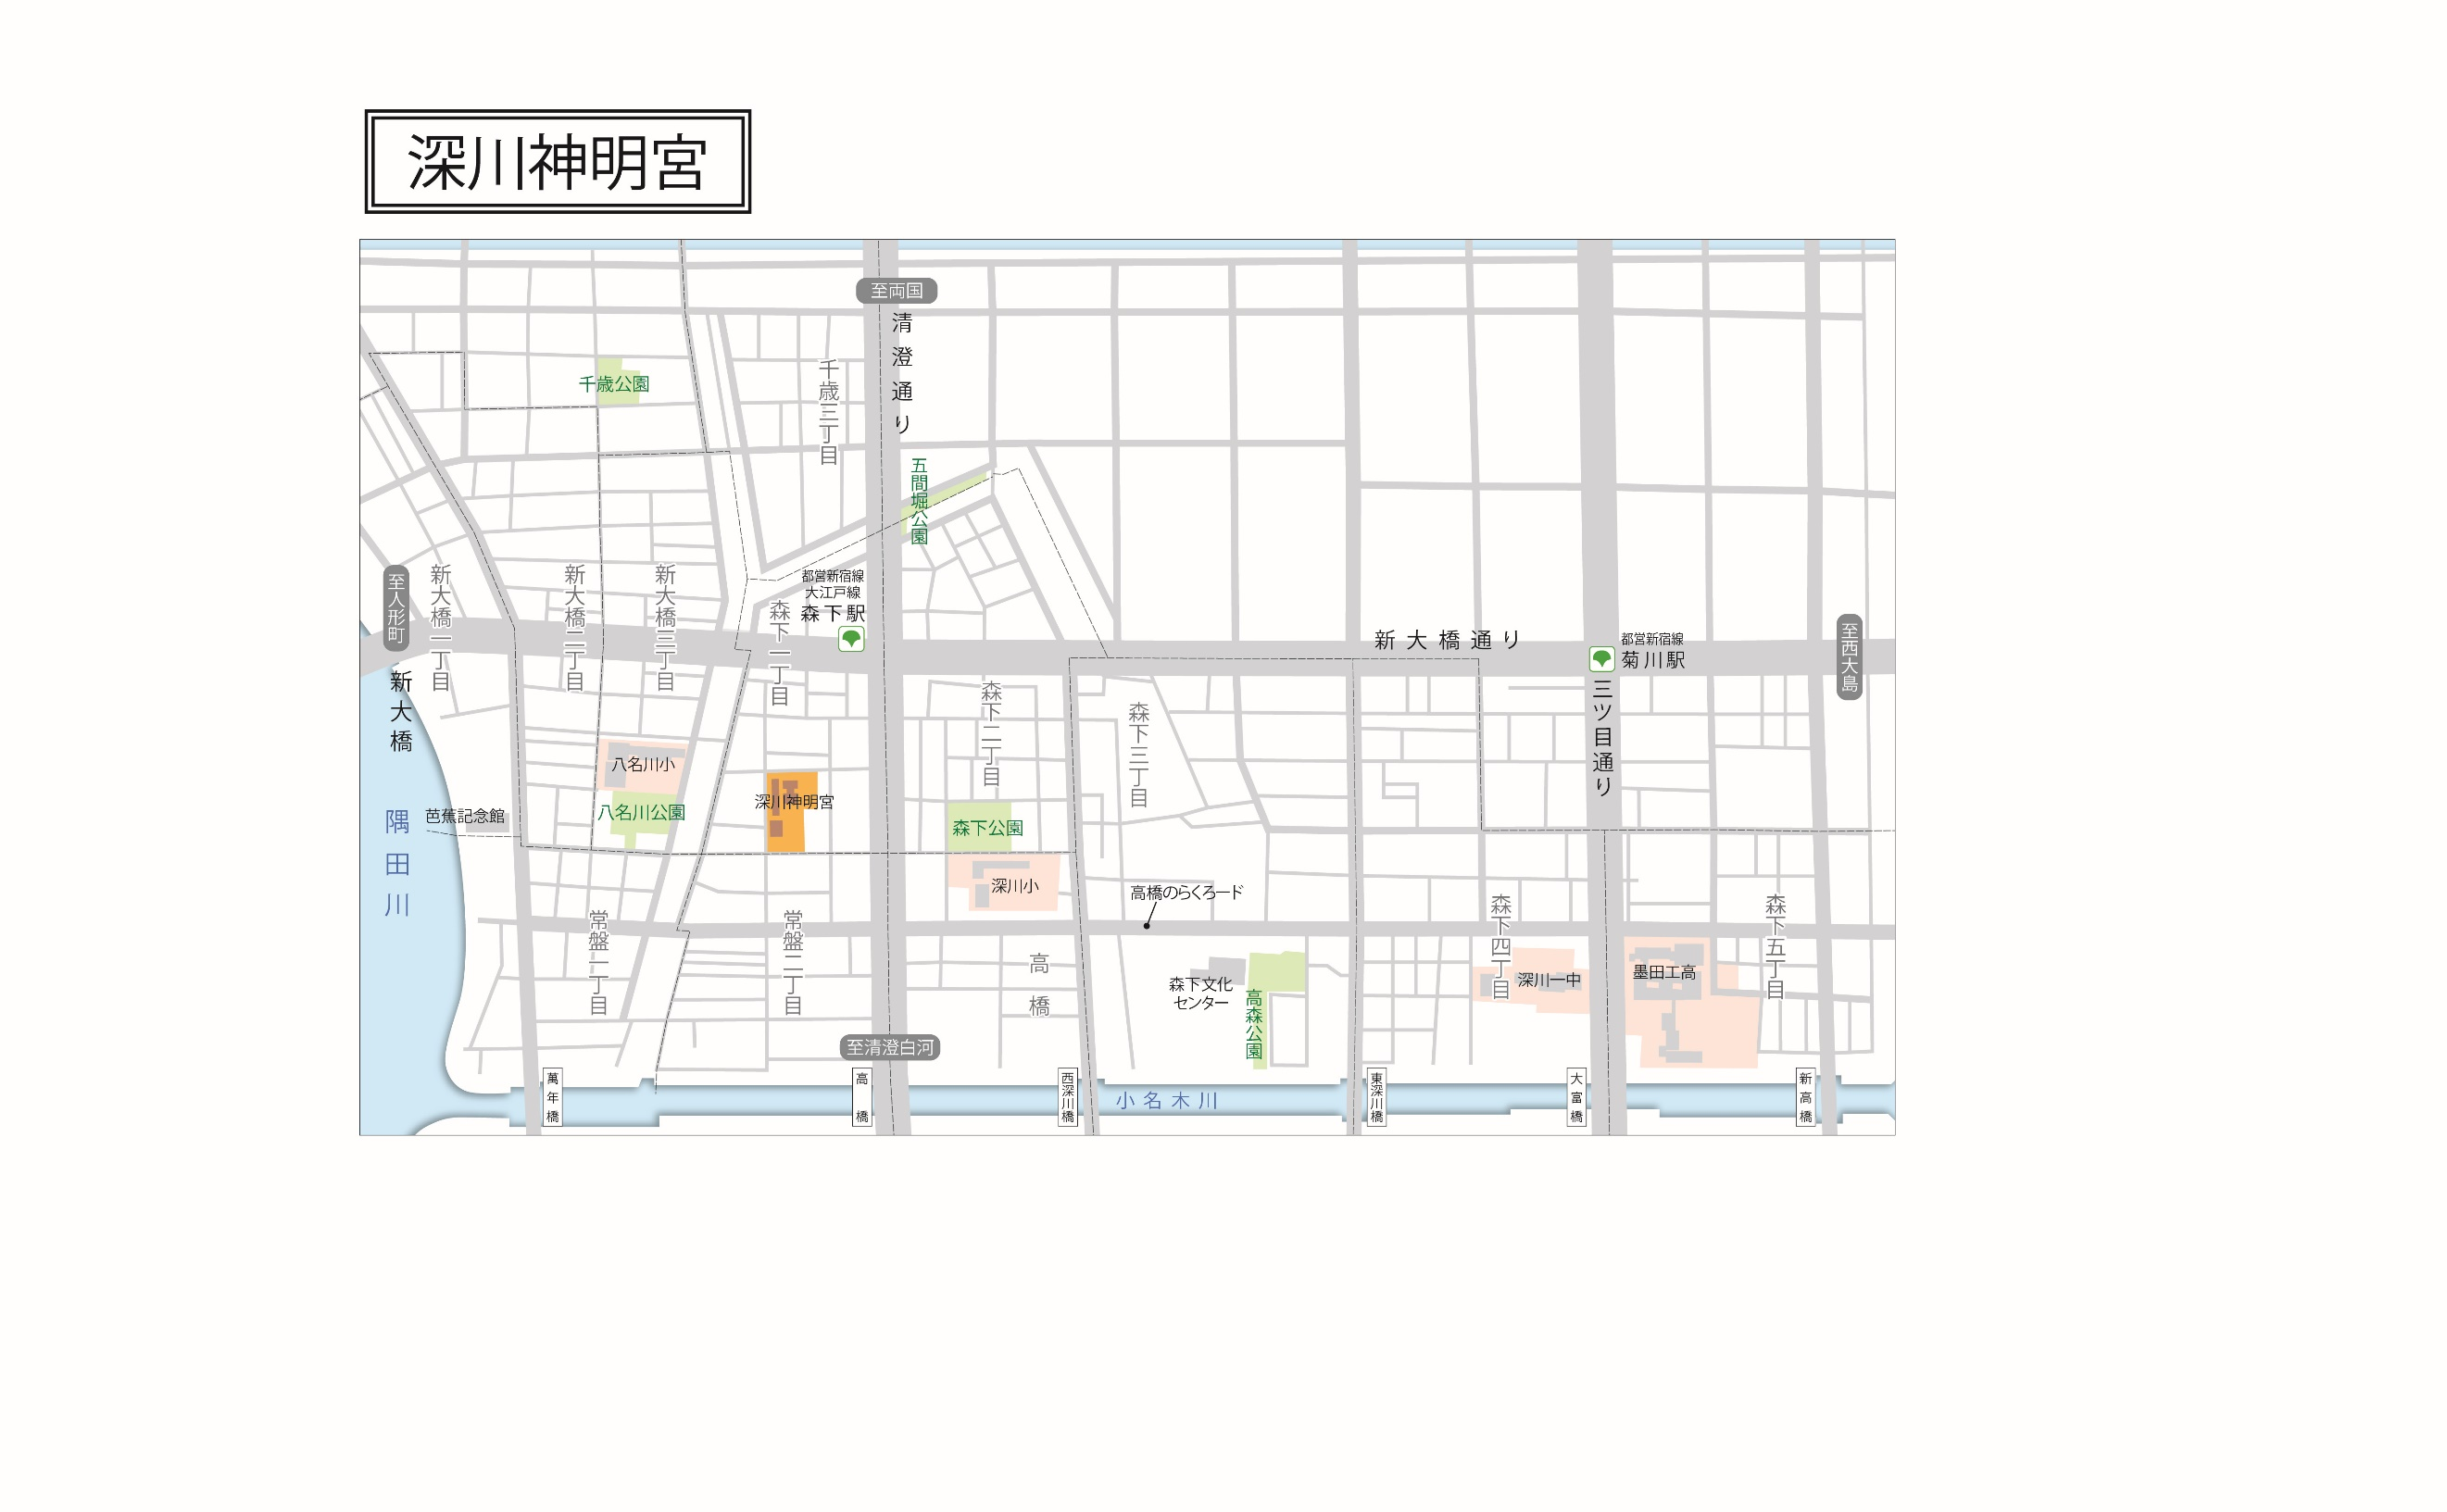 深川神明宮
至両国
清澄通り
千歳公園
千歳三丁目
五間堀公園
都営新宿線
大江戸線
森下駅
至人形町
新大橋一丁目
新大橋二丁目
新大橋三丁目
森下一丁目
新大橋通り
都営新宿線
菊川駅
至西大島
新大橋
森下二丁目
森下三丁目
三ツ目通り
八名川小
八名川公園
深川神明宮
芭蕉記念館
隅田川
森下公園
深川小
高橋のらくろード
常盤一丁目
常盤二丁目
高橋
森下文化
センター
高森公園
森下四丁目
深川一中
墨田工高
森下五丁目
至清澄白河
萬年橋
高橋
西深川橋
小名木川
東深川橋
大富橋
新高橋